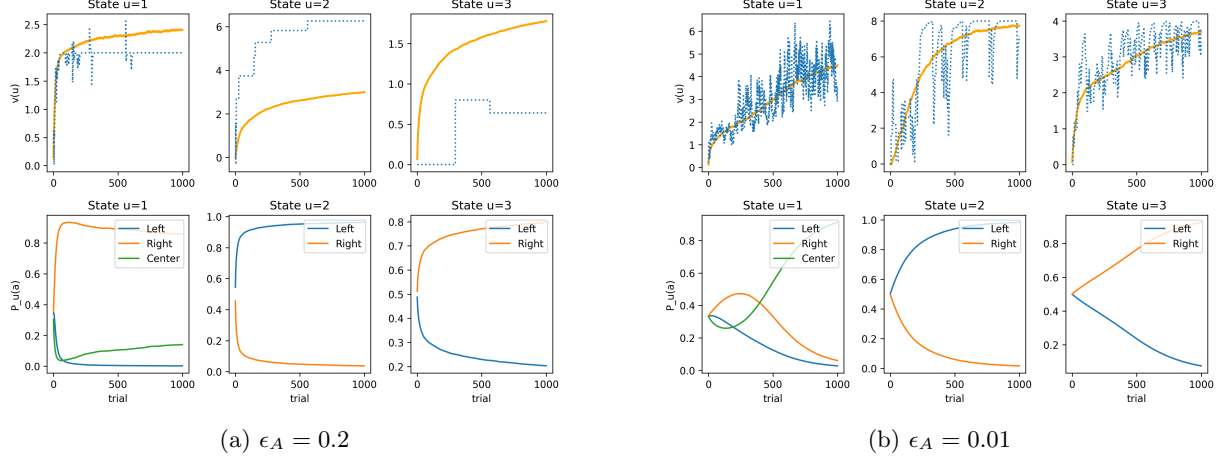 State u=1
State u=2
State u=3
State u=1
State u=2
State u=3
v(u)
2.5
2.0
1.5
1.0
0.5
0.0
0
500
1000
6
4
2
0
0
500
1000
1.5
1.0
0.5
0.0
0
500
1000
v(u)
6
5
4
3
2
1
0
0
500
1000
8
6
4
2
0
0
500
1000
4
3
2
1
0
0
500
1000
State u=1
State u=2
State u=3
State u=1
State u=2
State u=3
P_u(a)
0.8
0.6
0.4
0.2
0.0
Left
Right
Center
0
500
1000
trial
1.0
0.8
0.6
0.4
0.2
0.0
Left
Right
0
500
1000
trial
0.8
0.7
0.6
0.5
0.4
0.3
0.2
Left
Right
0
500
1000
trial
P_u(a)
0.8
0.6
0.4
0.2
0.0
Left
Right
Center
0
500
1000
trial
1.0
0.8
0.6
0.4
0.2
0.0
Left
Right
0
500
1000
trial
0.8
0.6
0.4
0.2
Left
Right
0
500
1000
trial
(a) ϵ_A = 0.2
(b) ϵ_A = 0.01